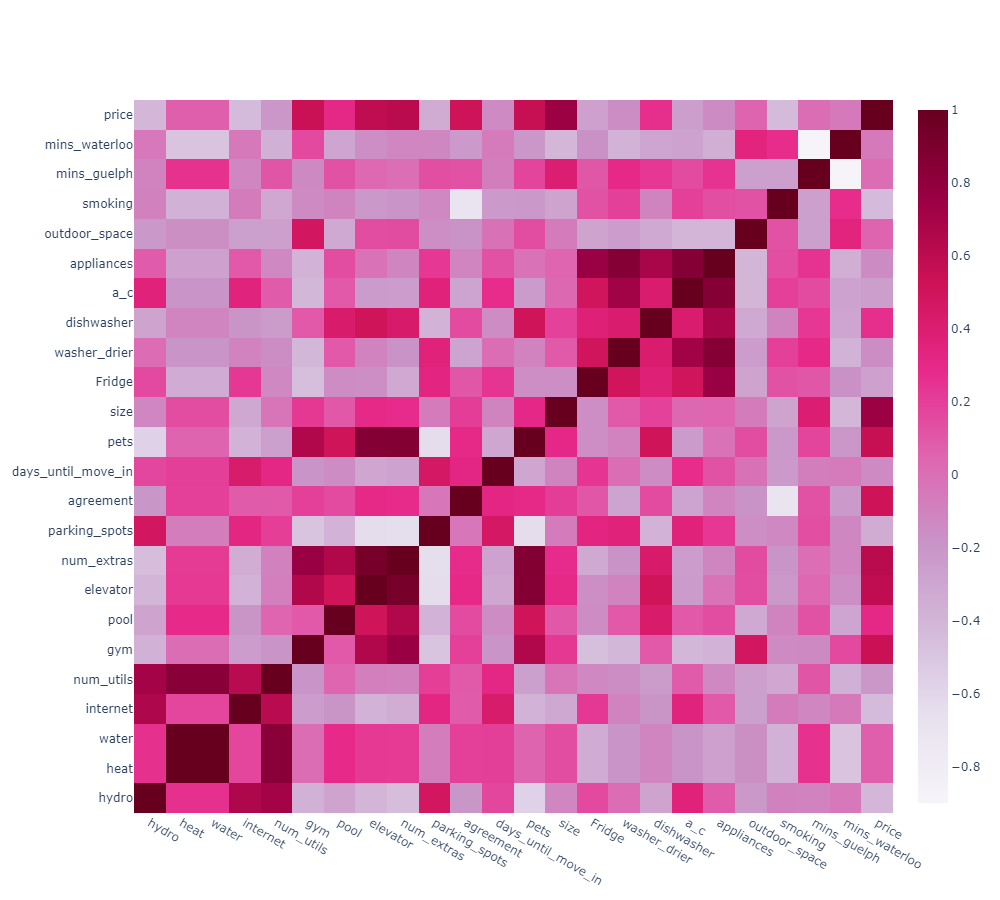 price
mins_waterloo
mins_guelph
smoking
outdoor_space
appliances
a_c
dishwasher
washer_drier
Fridge
size
pets
days_until_move_in
agreement
parking_spots
num_extras
elevator
pool
gym
num_utils
internet
water
heat
hydro
hydro
heat
water
internet
num_utils
gym
pool
elevator
num_extras
parking_spots
agreement
days_until_move_in
pets
size
Fridge
washer_drier
dishwasher
a_c
appliances
outdoor_space
smoking
mins_guelph
mins_waterloo
price
1
0.8
0.6
0.4
0.2
0
−0.2
−0.4
−0.6
−0.8